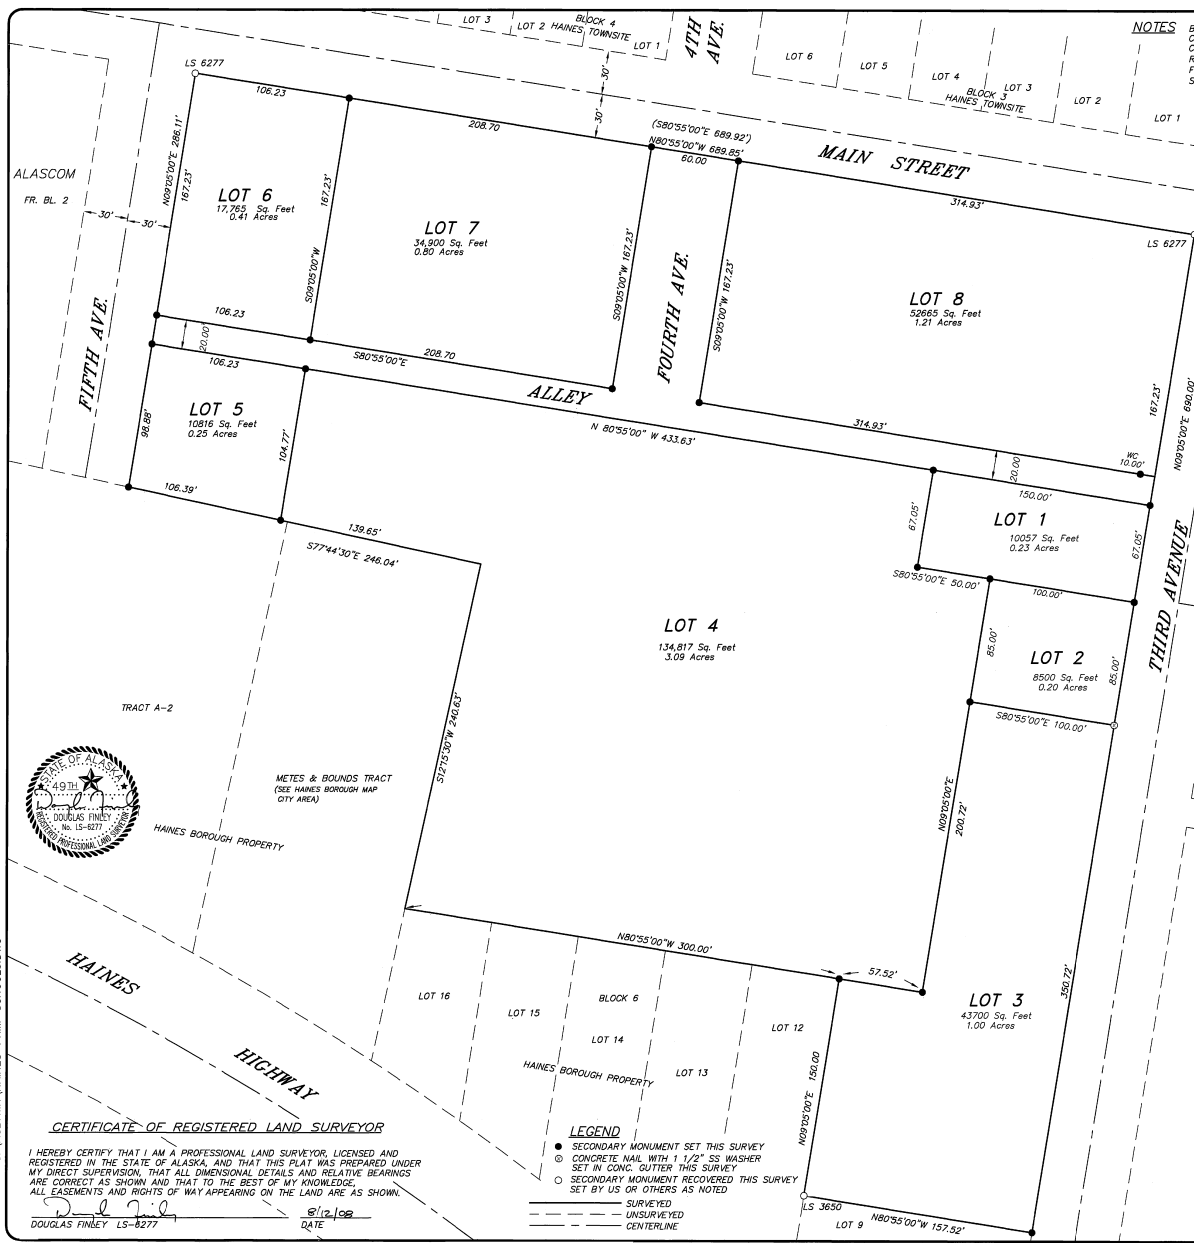 LOT 3
LOT 2
BLOCK 4
HAINES TOWNSITE
LOT 1
4TH
AVE.
LOT 6
LOT 5
LOT 4
LOT 3
BLOCK 3
HAINES TOWNSITE
LOT 2
LOT 1
NOTES
LS 6277
106.23
208.70
30'
30'
(S80°55'00"E 689.92')
N80°55'00"W 689.85'
60.00
MAIN STREET
314.93'
LS 6277
ALASCOM
FR. BL. 2
30'
30'
N09°05'00"E 286.11'
167.23'
LOT 6
17,765 Sq. Feet
0.41 Acres
167.23'
S09°05'00"W
LOT 7
34,900 Sq. Feet
0.80 Acres
S09°05'00"W 167.23'
FOURTH AVE.
S09°05'00"W 167.23'
LOT 8
52665 Sq. Feet
1.21 Acres
167.23'
N09°05'00"E 690.00'
FIFTH AVE.
106.23
20.00'
106.23
S80°55'00"E
208.70
ALLEY
N 80°55'00" W 433.63'
314.93'
WC
10.00'
20.00
150.00'
98.88'
LOT 5
10816 Sq. Feet
0.25 Acres
104.77'
106.39'
139.65'
S77°44'30"E 246.04'
67.05'
LOT 1
10057 Sq. Feet
0.23 Acres
67.05'
S80°55'00"E 50.00'
100.00'
THIRD AVENUE
LOT 4
134,817 Sq. Feet
3.09 Acres
85.00'
LOT 2
8500 Sq. Feet
0.20 Acres
85.00'
S80°55'00"E 100.00'
TRACT A-2
S12°15'30"W 240.63'
STATE OF ALASKA
49TH
DOUGLAS FINLEY
No. LS-6277
REGISTERED PROFESSIONAL LAND SURVEYOR
METES & BOUNDS TRACT
(SEE HAINES BOROUGH MAP
CITY AREA)
HAINES BOROUGH PROPERTY
N09°05'00"E
200.72'
N80°55'00"W 300.00'
57.52'
HAINES
HIGHWAY
LOT 16
LOT 15
BLOCK 6
LOT 14
LOT 13
LOT 12
HAINES BOROUGH PROPERTY
LOT 3
43700 Sq. Feet
1.00 Acres
350.72'
N09°05'00"E 150.00
LS 3650
LOT 9
N80°55'00"W 157.52'
CERTIFICATE OF REGISTERED LAND SURVEYOR
I HEREBY CERTIFY THAT I AM A PROFESSIONAL LAND SURVEYOR, LICENSED AND
REGISTERED IN THE STATE OF ALASKA, AND THAT THIS PLAT WAS PREPARED UNDER
MY DIRECT SUPERVISION, THAT ALL DIMENSIONAL DETAILS AND RELATIVE BEARINGS
ARE CORRECT AS SHOWN AND THAT TO THE BEST OF MY KNOWLEDGE,
ALL EASEMENTS AND RIGHTS OF WAY APPEARING ON THE LAND ARE AS SHOWN.
8/12/08
DOUGLAS FINLEY LS-6277
DATE
LEGEND
SECONDARY MONUMENT SET THIS SURVEY
CONCRETE NAIL WITH 1 1/2" SS WASHER
SET IN CONC. GUTTER THIS SURVEY
SECONDARY MONUMENT RECOVERED THIS SURVEY
SET BY US OR OTHERS AS NOTED
SURVEYED
UNSURVEYED
CENTERLINE